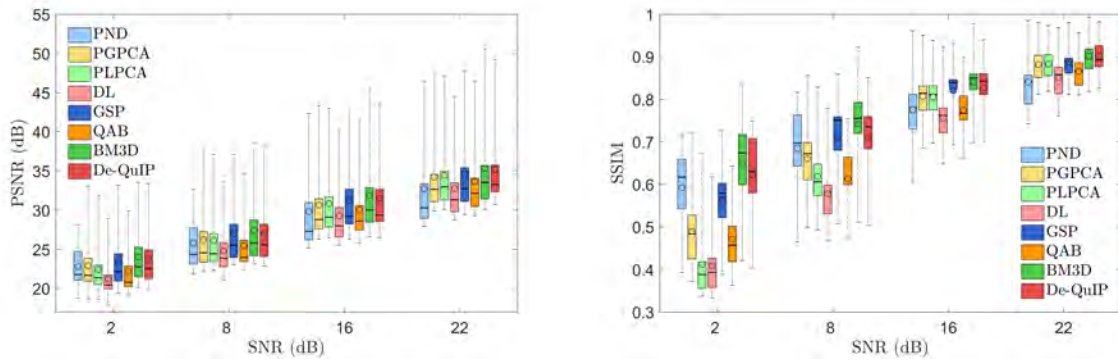 55
50
45
40
35
30
25
20
PSNR (dB)
PND
PGPCA
PLPCA
DL
GSP
QAB
BM3D
De-QuIP
2 8 16 22
SNR (dB)
1
0.9
0.8
0.7
0.6
0.5
0.4
0.3
SSIM
PND
PGPCA
PLPCA
DL
GSP
QAB
BM3D
De-QuIP
2 8 16 22
SNR (dB)